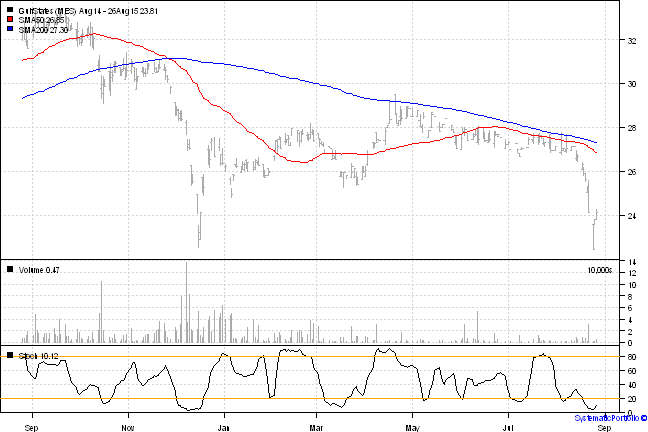 Gulf States (MES) Aug14 - 26Aug15 23.81
SMA50 26.85
SMA200 27.30
32
30
28
26
24
Volume 0.47
10,000s
14
12
10
8
6
4
2
0
Stoch 10.12
80
60
40
20
0
Sep
Nov
Jan
Mar
May
Jul
Sep
SystematicPortfolio ©